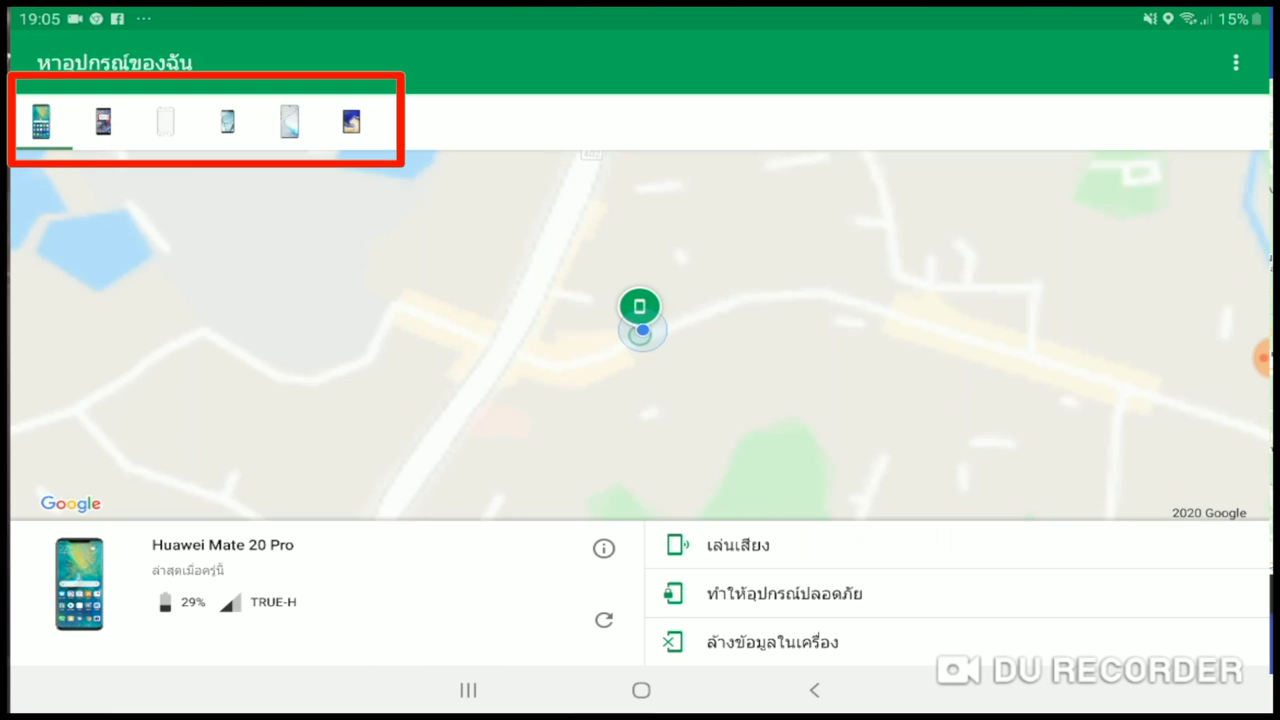 19:05
15%
หาอุปกรณ์ของฉัน
402
Google
2020 Google
Huawei Mate 20 Pro
ล่าสุดเมื่อครู่นี้
29% TRUE-H
เล่นเสียง
ทำให้อุปกรณ์ปลอดภัย
ล้างข้อมูลในเครื่อง
DU RECORDER